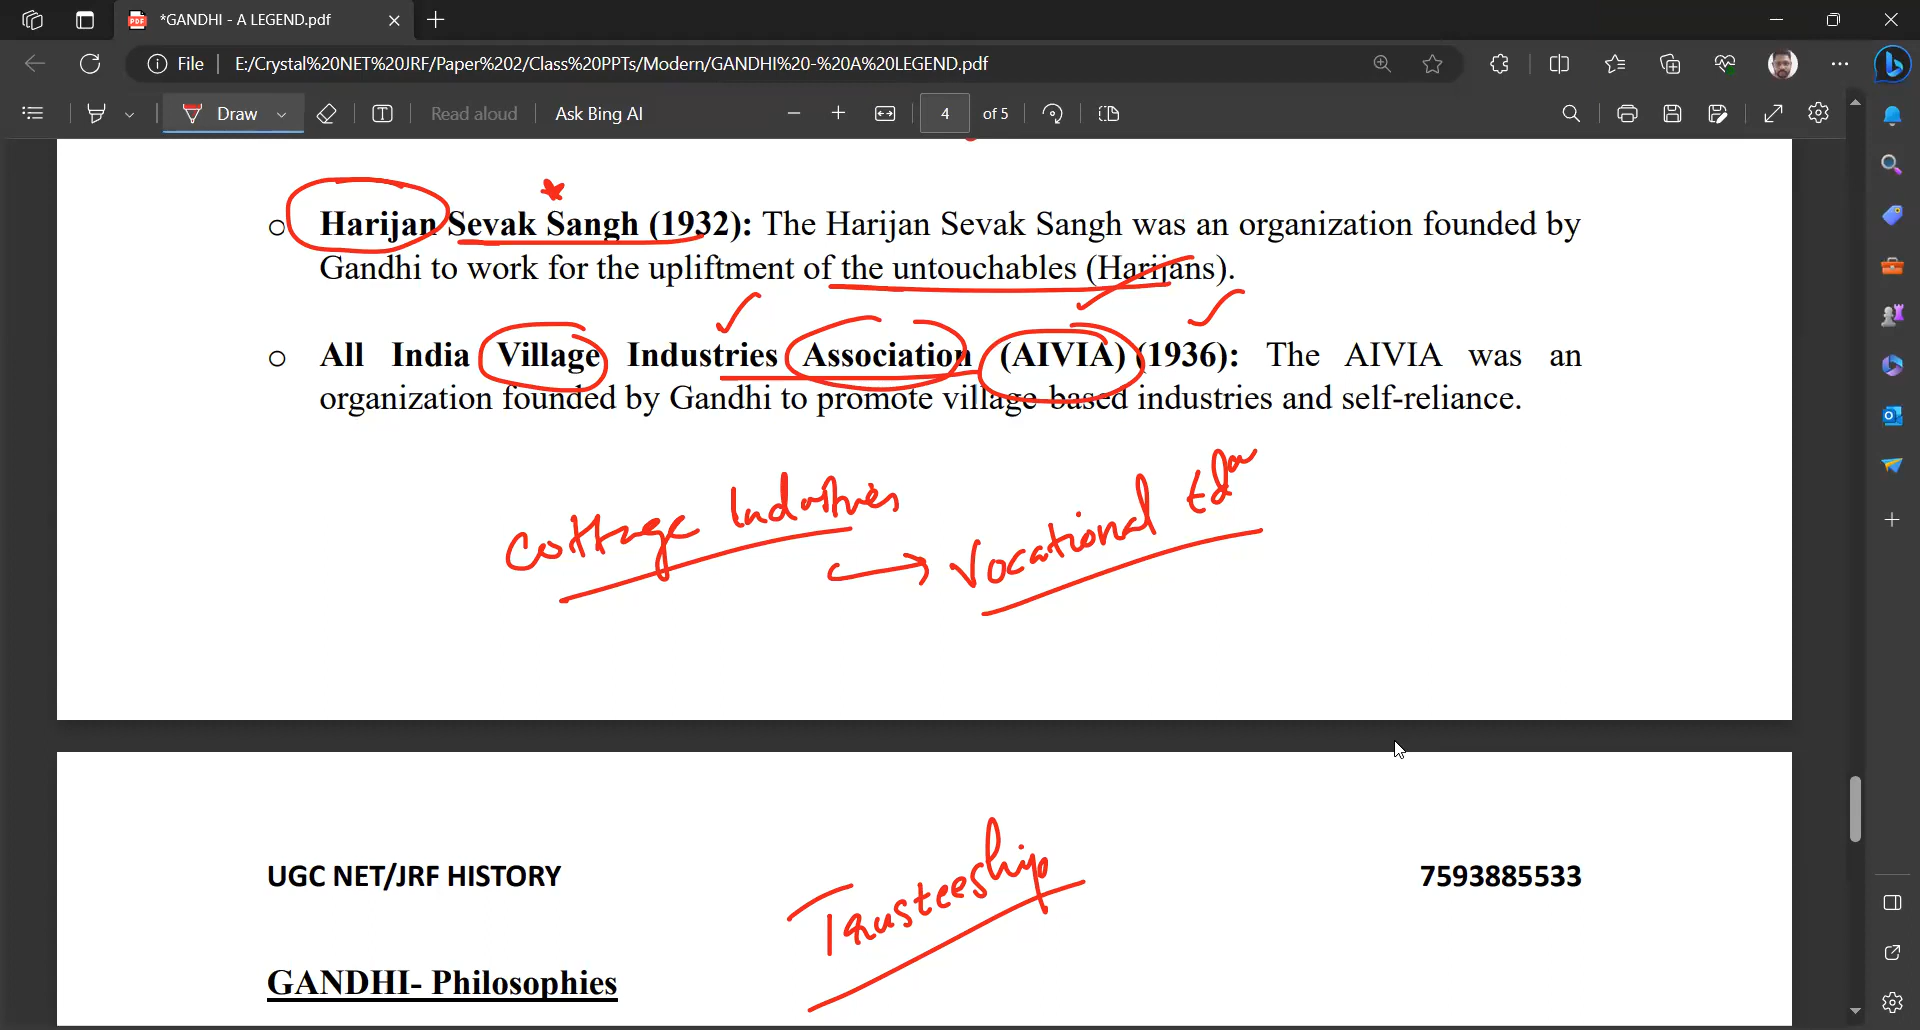 *GANDHI - A LEGEND.pdf
File
E:/Crystal%20NET%20JRF/Paper%202/Class%20PPTs/Modern/GANDHI%20-%20A%20LEGEND.pdf
Draw
Read aloud
Ask Bing AI
4
of 5
Harijan Sevak Sangh (1932): The Harijan Sevak Sangh was an organization founded by
Gandhi to work for the upliftment of the untouchables (Harijans).
All India Village Industries Association (AIVIA) (1936): The AIVIA was an
organization founded by Gandhi to promote village-based industries and self-reliance.
Cottage Industries
Vocational Edn
Trusteeship
UGC NET/JRF HISTORY
7593885533
GANDHI- Philosophies